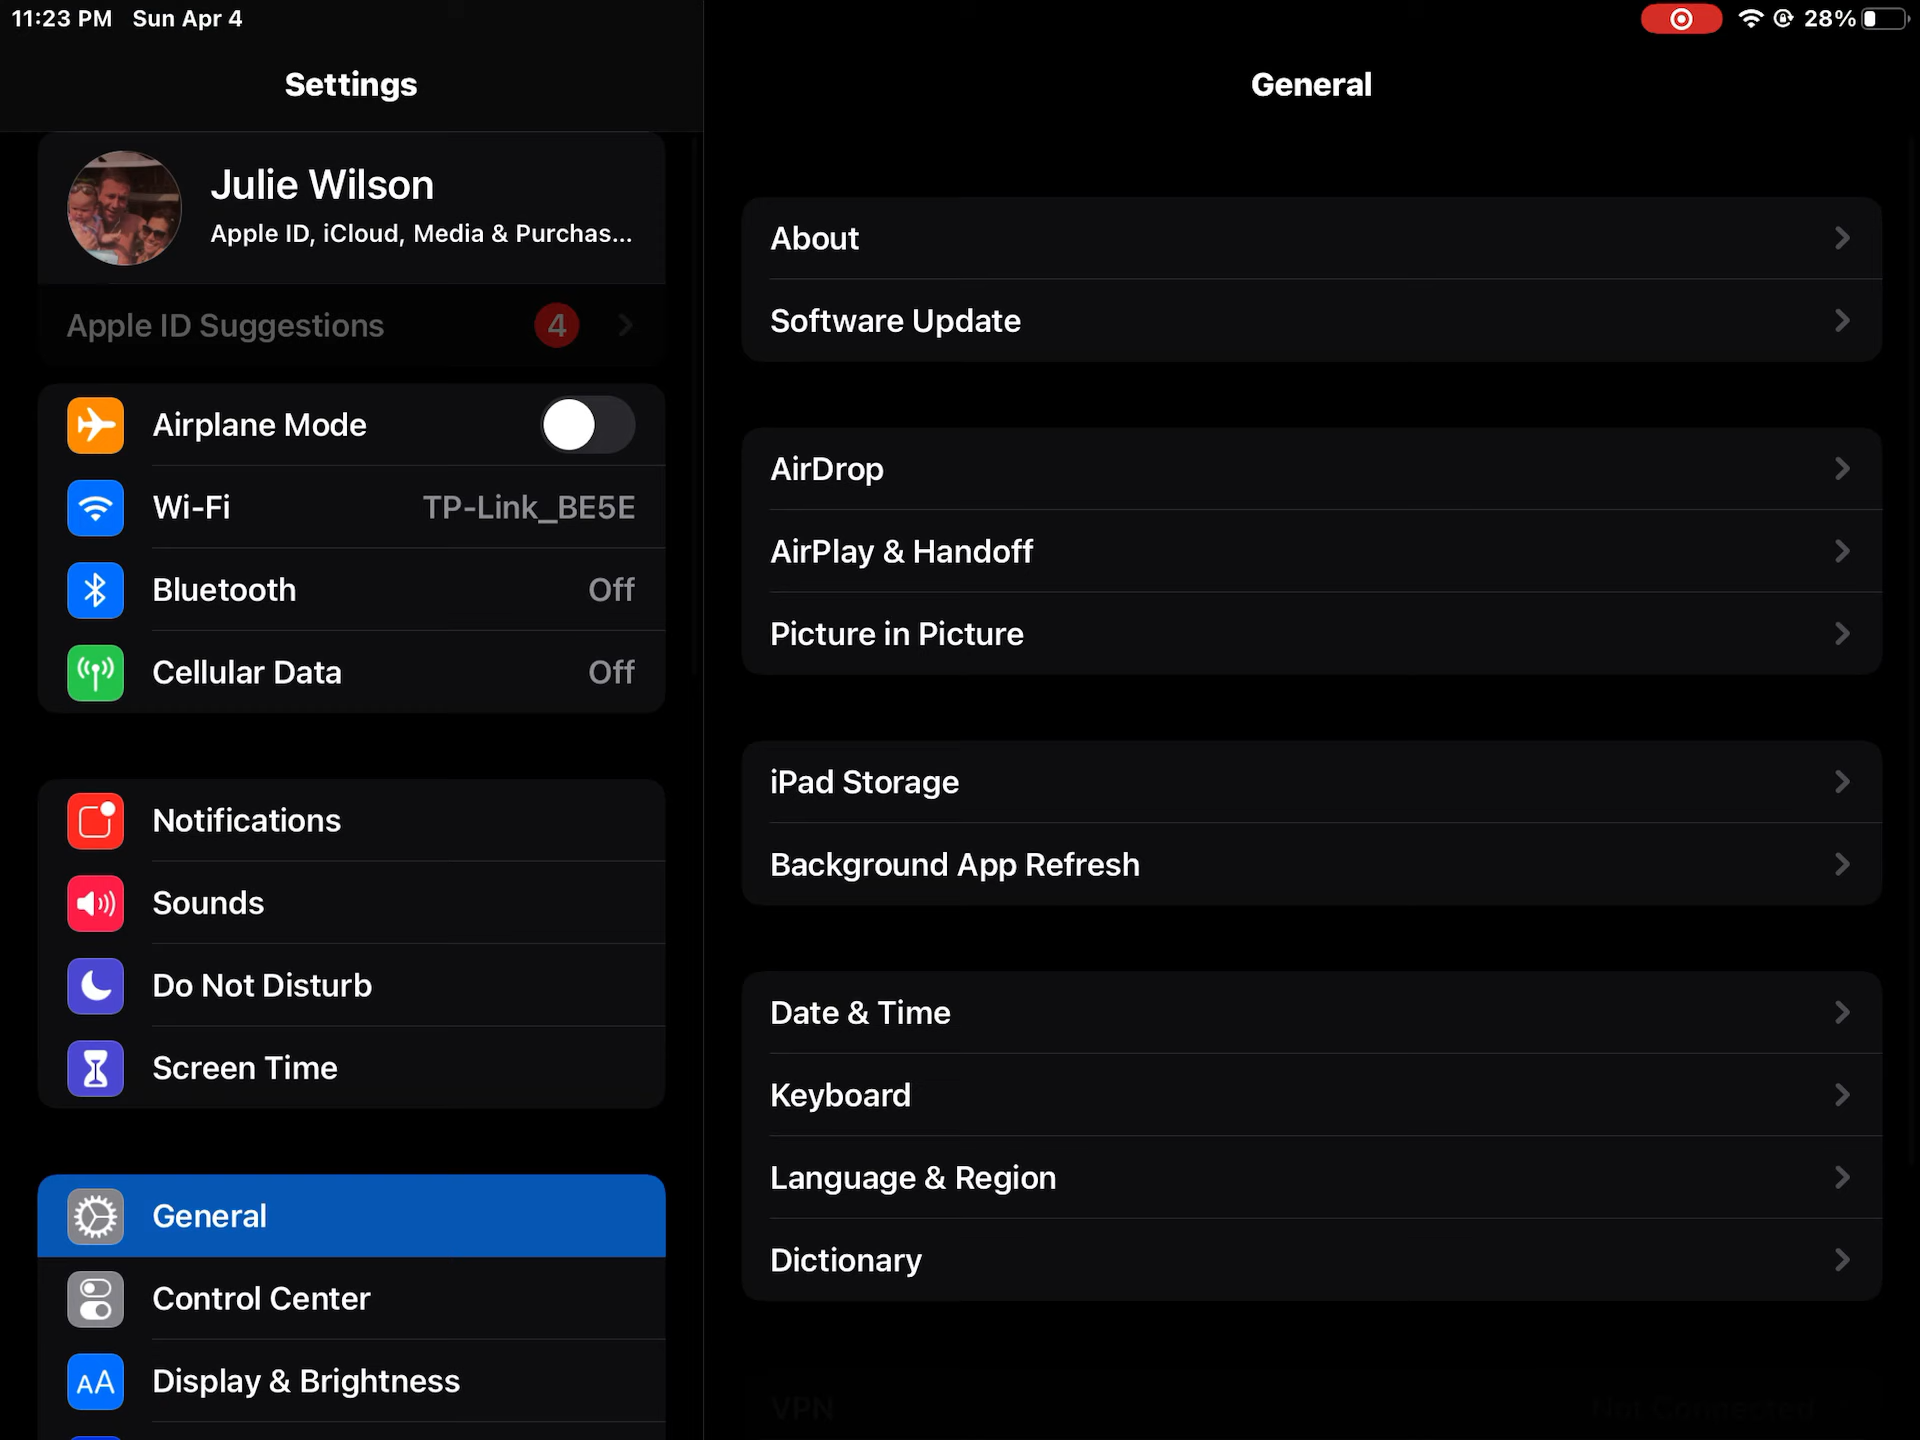 11:23 PM Sun Apr 4
28%
Settings
Julie Wilson
Apple ID, iCloud, Media & Purchas...
Apple ID Suggestions 4
Airplane Mode
Wi-Fi TP-Link_BE5E
Bluetooth Off
Cellular Data Off
Notifications
Sounds
Do Not Disturb
Screen Time
General
Control Center
AA Display & Brightness
General
About
Software Update
AirDrop
AirPlay & Handoff
Picture in Picture
iPad Storage
Background App Refresh
Date & Time
Keyboard
Language & Region
Dictionary
VPN Not Connected